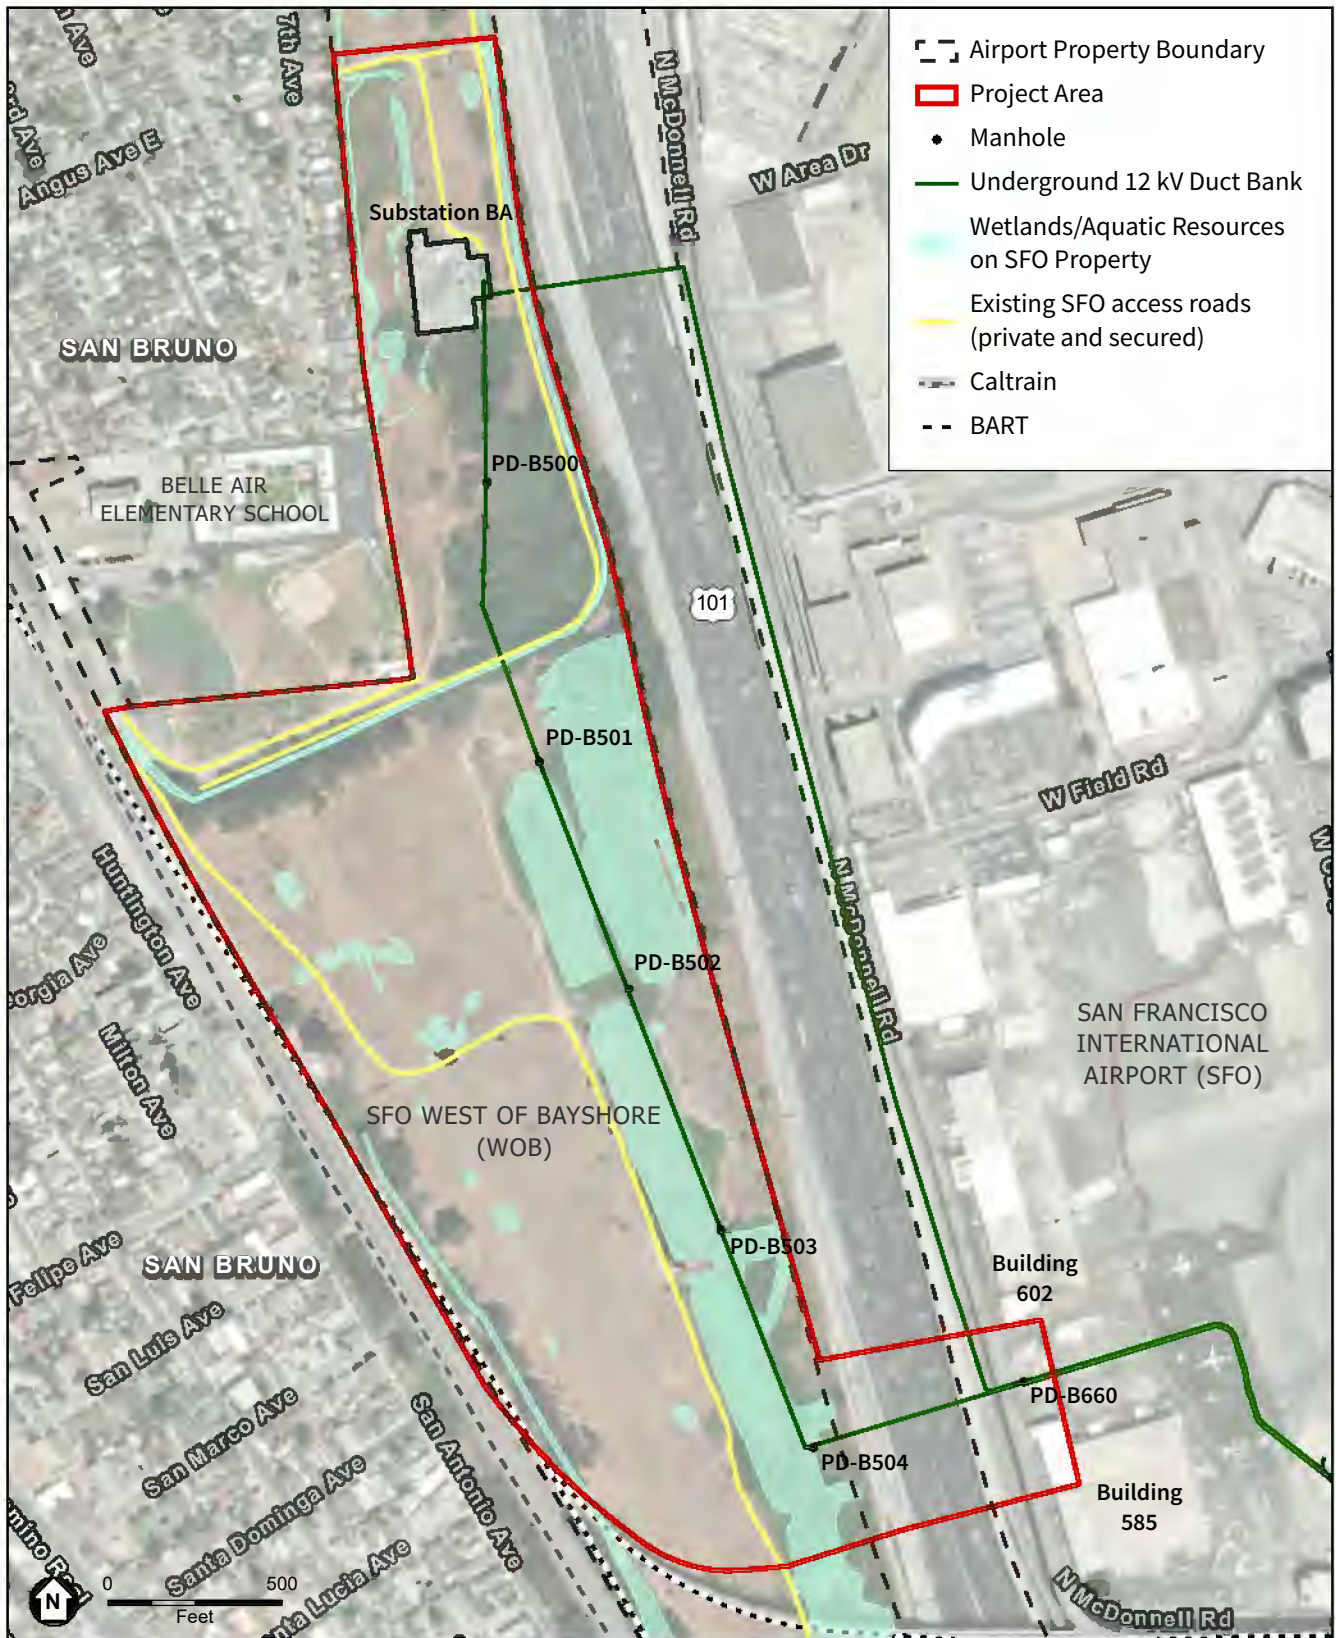 Airport Property Boundary
Project Area
Manhole
Underground 12 kV Duct Bank
Wetlands/Aquatic Resources
on SFO Property
Existing SFO access roads
(private and secured)
Caltrain
BART
7th Ave
Angus Ave E
N McDonnell Rd
W Area Dr
Substation BA
SAN BRUNO
PD-B500
BELLE AIR
ELEMENTARY SCHOOL
101
PD-B501
W Field Rd
Huntington Ave
N McDonnell Rd
PD-B502
SAN FRANCISCO
INTERNATIONAL
AIRPORT (SFO)
Milton Ave
SFO WEST OF BAYSHORE
(WOB)
PD-B503
Felipe Ave
SAN BRUNO
Building
602
San Luis Ave
PD-B660
San Marco Ave
San Antonio Ave
PD-B504
Building
585
Santa Dominga Ave
Lucia Ave
N McDonnell Rd
N
0 500
Feet